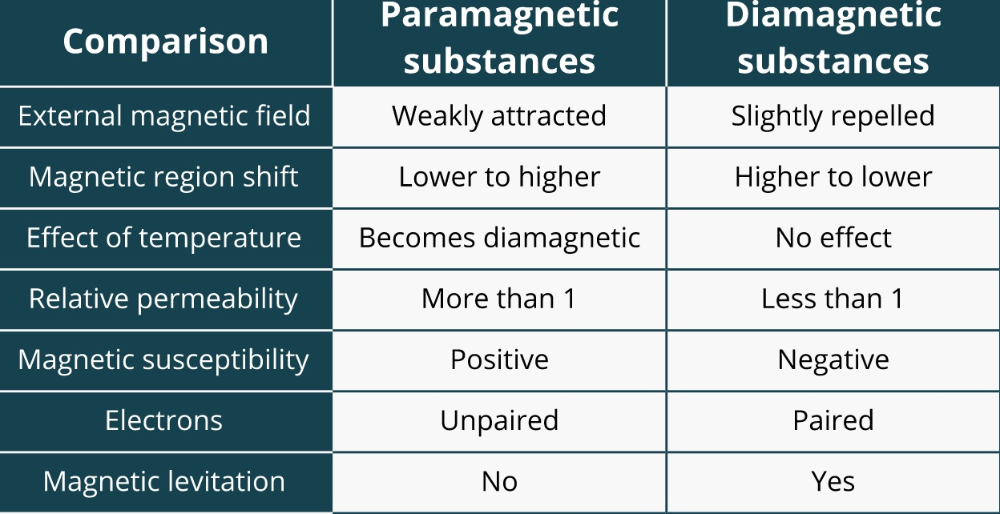 Comparison Paramagnetic substances Diamagnetic substances
External magnetic field Weakly attracted Slightly repelled
Magnetic region shift Lower to higher Higher to lower
Effect of temperature Becomes diamagnetic No effect
Relative permeability More than 1 Less than 1
Magnetic susceptibility Positive Negative
Electrons Unpaired Paired
Magnetic levitation No Yes